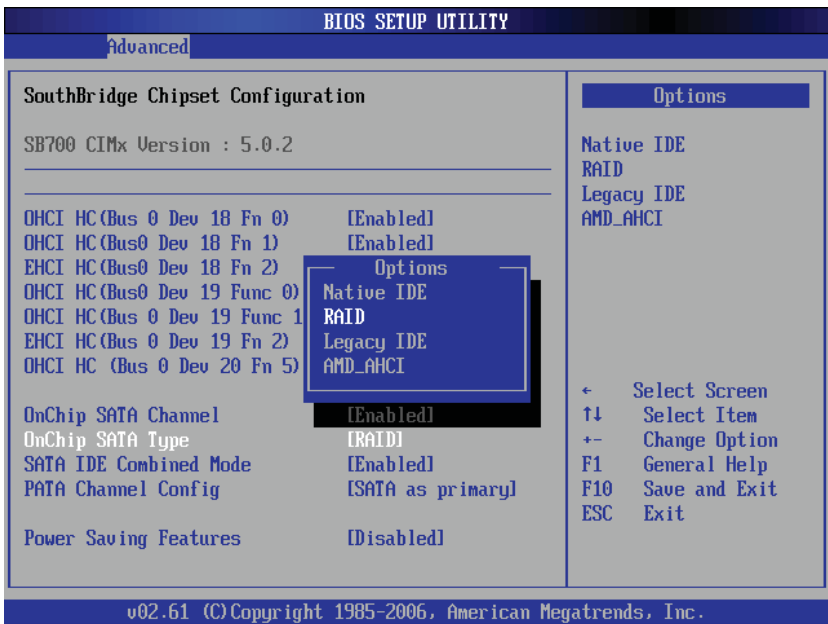 BIOS SETUP UTILITY
Advanced
SouthBridge Chipset Configuration
SB700 CIMx Version : 5.0.2
OHCI HC(Bus 0 Dev 18 Fn 0) [Enabled]
OHCI HC(Bus0 Dev 18 Fn 1) [Enabled]
EHCI HC(Bus0 Dev 18 Fn 2)
OHCI HC(Bus0 Dev 19 Func 0)
OHCI HC(Bus 0 Dev 19 Func 1
EHCI HC(Bus 0 Dev 19 Fn 2)
OHCI HC (Bus 0 Dev 20 Fn 5)
OnChip SATA Channel [Enabled]
OnChip SATA Type [RAID]
SATA IDE Combined Mode [Enabled]
PATA Channel Config [SATA as primary]
Power Saving Features [Disabled]
Options
Native IDE
RAID
Legacy IDE
AMD_AHCI
Options
Native IDE
RAID
Legacy IDE
AMD_AHCI
← Select Screen
↑↓ Select Item
+- Change Option
F1 General Help
F10 Save and Exit
ESC Exit
v02.61 (C)Copyright 1985-2006, American Megatrends, Inc.